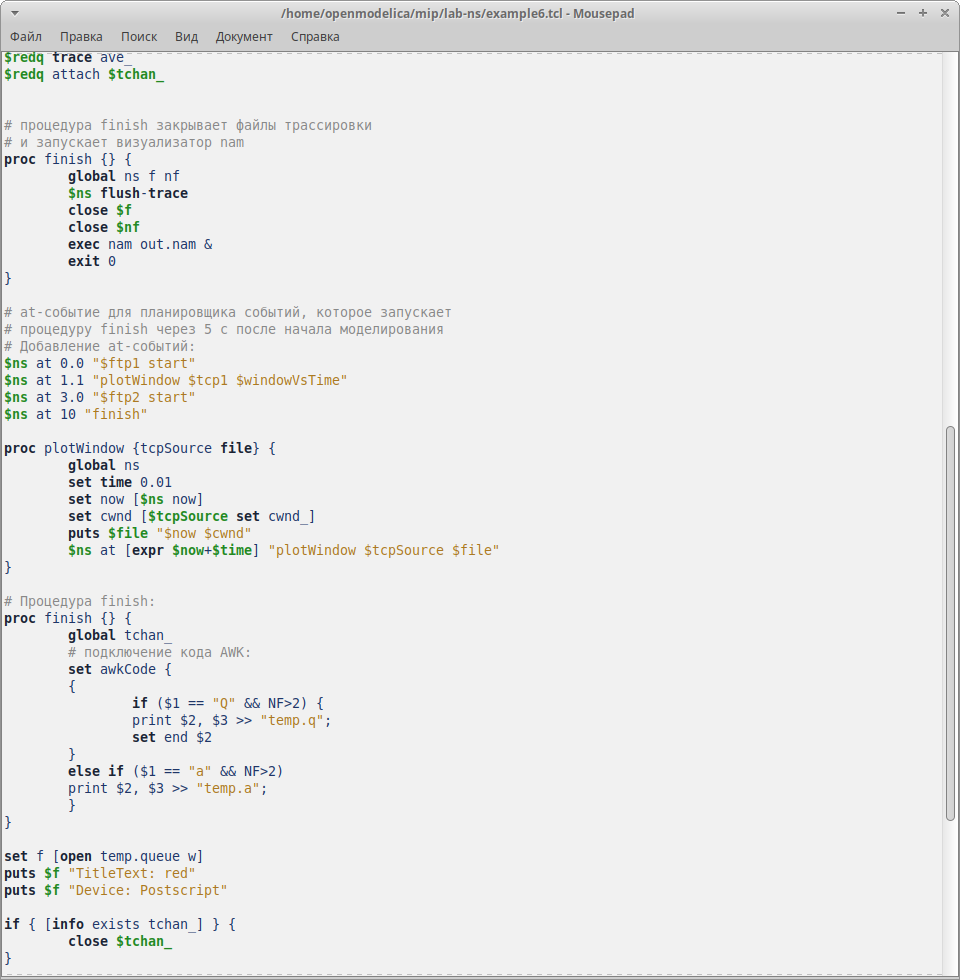 /home/openmodelica/mip/lab-ns/example6.tcl - Mousepad
Файл Правка Поиск Вид Документ Справка
$redq trace ave_
$redq attach $tchan_
# процедура finish закрывает файлы трассировки
# и запускает визуализатор nam
proc finish {} {
global ns f nf
$ns flush-trace
close $f
close $nf
exec nam out.nam &
exit 0
}
# at-событие для планировщика событий, которое запускает
# процедуру finish через 5 с после начала моделирования
# Добавление at-событий:
$ns at 0.0 "$ftp1 start"
$ns at 1.1 "plotWindow $tcp1 $windowVsTime"
$ns at 3.0 "$ftp2 start"
$ns at 10 "finish"
proc plotWindow {tcpSource file} {
global ns
set time 0.01
set now [$ns now]
set cwnd [$tcpSource set cwnd_]
puts $file "$now $cwnd"
$ns at [expr $now+$time] "plotWindow $tcpSource $file"
}
# Процедура finish:
proc finish {} {
global tchan_
# подключение кода AWK:
set awkCode {
{
if ($1 == "Q" && NF>2) {
print $2, $3 >> "temp.q";
set end $2
}
else if ($1 == "a" && NF>2)
print $2, $3 >> "temp.a";
}
}
set f [open temp.queue w]
puts $f "TitleText: red"
puts $f "Device: Postscript"
if { [info exists tchan_] } {
close $tchan_
}